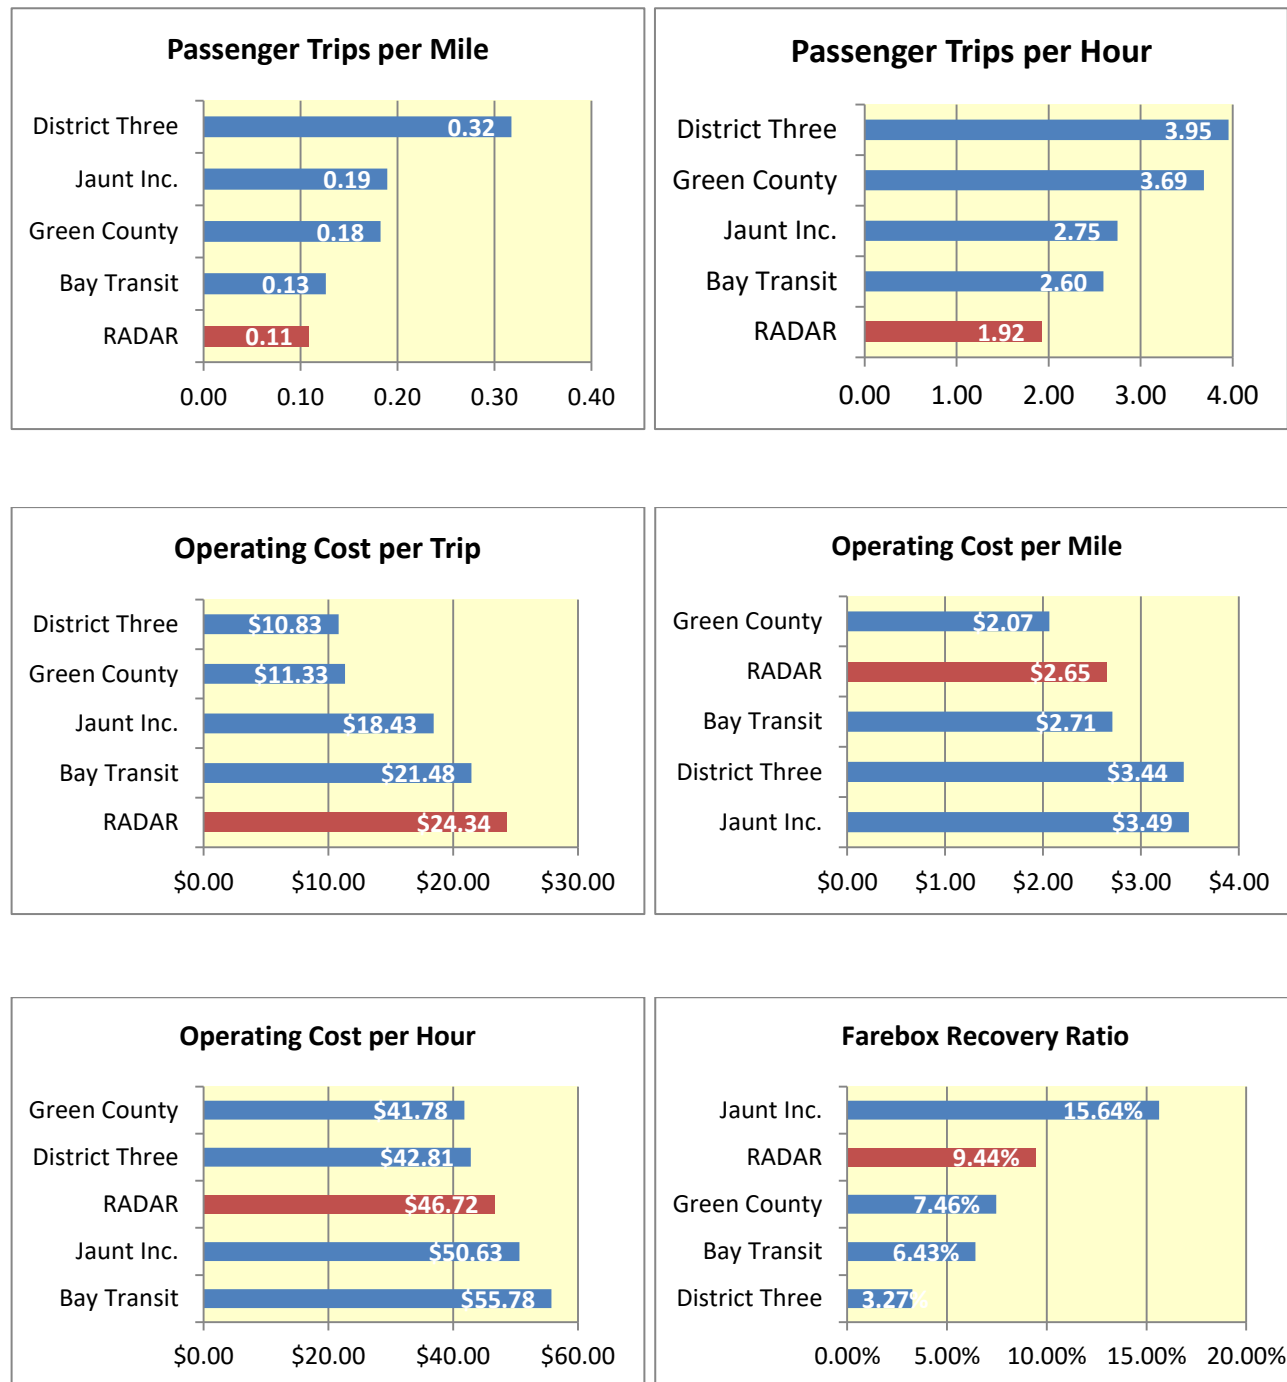 Passenger Trips per Mile
District Three 0.32
Jaunt Inc. 0.19
Green County 0.18
Bay Transit 0.13
RADAR 0.11
0.00 0.10 0.20 0.30 0.40
Passenger Trips per Hour
District Three 3.95
Green County 3.69
Jaunt Inc. 2.75
Bay Transit 2.60
RADAR 1.92
0.00 1.00 2.00 3.00 4.00
Operating Cost per Trip
District Three $10.83
Green County $11.33
Jaunt Inc. $18.43
Bay Transit $21.48
RADAR $24.34
$0.00 $10.00 $20.00 $30.00
Operating Cost per Mile
Green County $2.07
RADAR $2.65
Bay Transit $2.71
District Three $3.44
Jaunt Inc. $3.49
$0.00 $1.00 $2.00 $3.00 $4.00
Operating Cost per Hour
Green County $41.78
District Three $42.81
RADAR $46.72
Jaunt Inc. $50.63
Bay Transit $55.78
$0.00 $20.00 $40.00 $60.00
Farebox Recovery Ratio
Jaunt Inc. 15.64%
RADAR 9.44%
Green County 7.46%
Bay Transit 6.43%
District Three 3.27%
0.00% 5.00% 10.00% 15.00% 20.00%